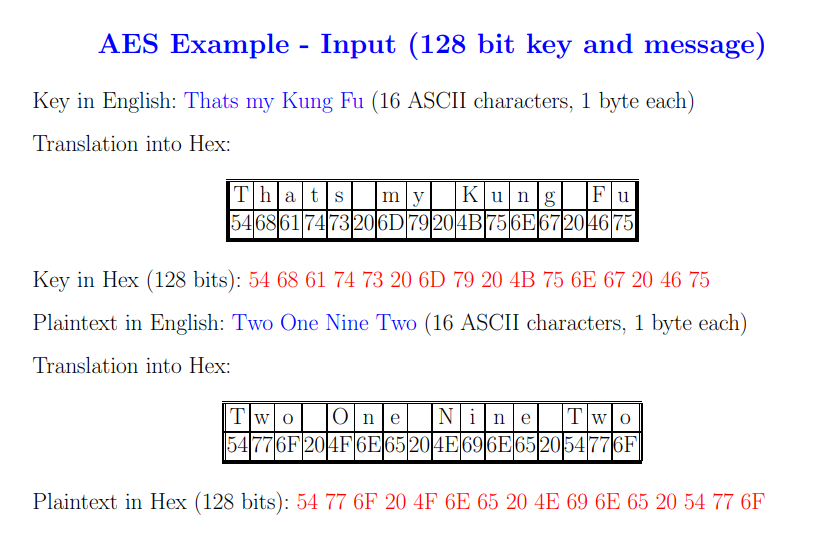 AES Example - Input (128 bit key and message)
Key in English: Thats my Kung Fu (16 ASCII characters, 1 byte each)
Translation into Hex:
T h a t s m y K u n g F u
54 68 61 74 73 20 6D 79 20 4B 75 6E 67 20 46 75
Key in Hex (128 bits): 54 68 61 74 73 20 6D 79 20 4B 75 6E 67 20 46 75
Plaintext in English: Two One Nine Two (16 ASCII characters, 1 byte each)
Translation into Hex:
T w o O n e N i n e T w o
54 77 6F 20 4F 6E 65 20 4E 69 6E 65 20 54 77 6F
Plaintext in Hex (128 bits): 54 77 6F 20 4F 6E 65 20 4E 69 6E 65 20 54 77 6F